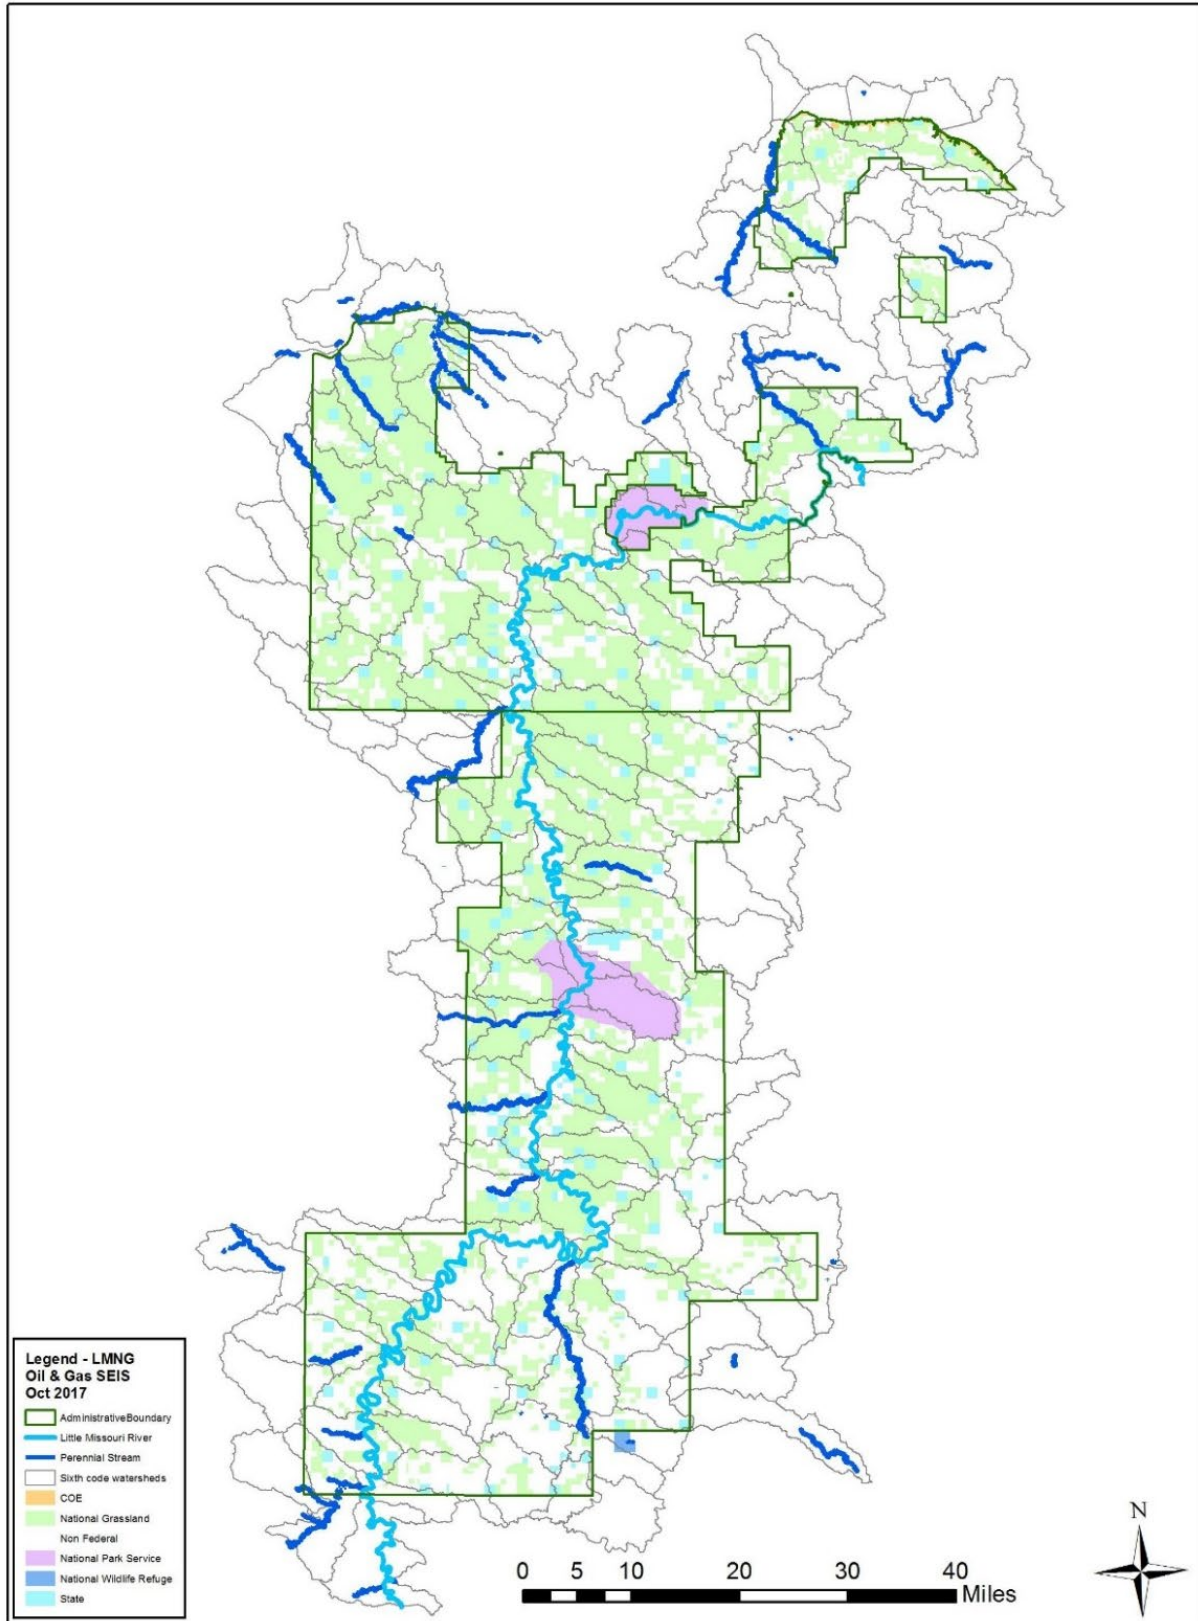 Legend - LMNG
Oil & Gas SEIS
Oct 2017
AdministrativeBoundary
Little Missouri River
Perennial Stream
Sixth code watersheds
COE
National Grassland
Non Federal
National Park Service
National Wildlife Refuge
State
0 5 10 20 30 40
Miles
N